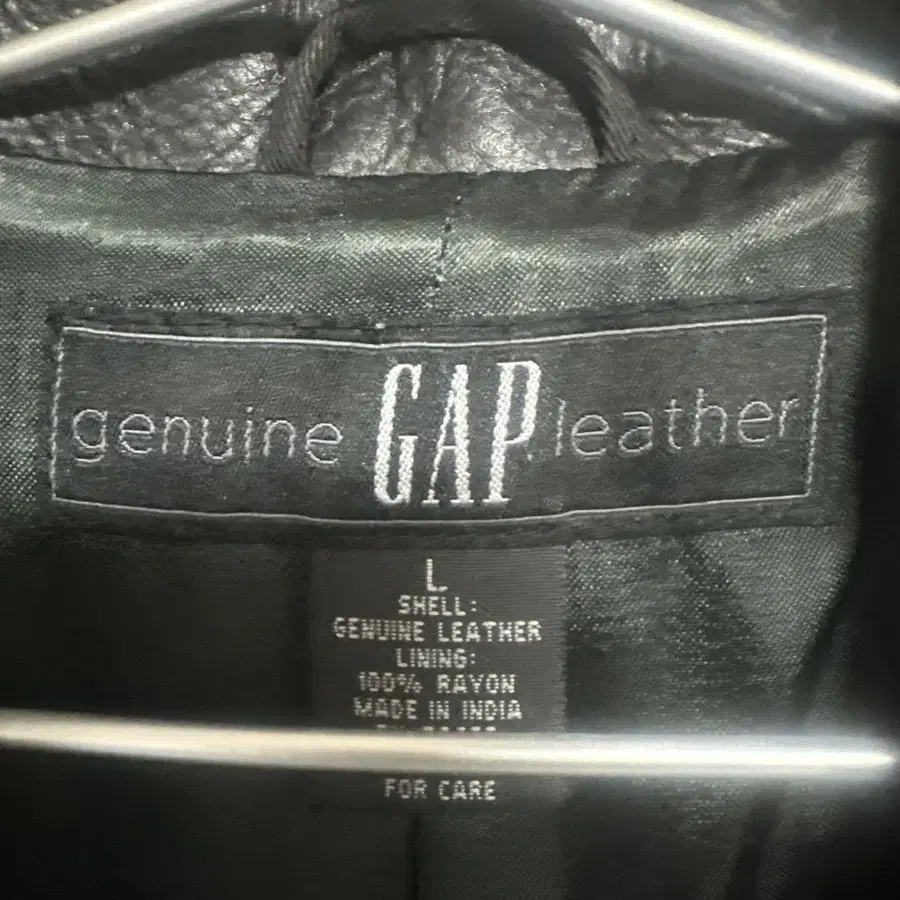 genuine GAP leather
L
SHELL:
GENUINE LEATHER
LINING:
100% RAYON
MADE IN INDIA
FOR CARE